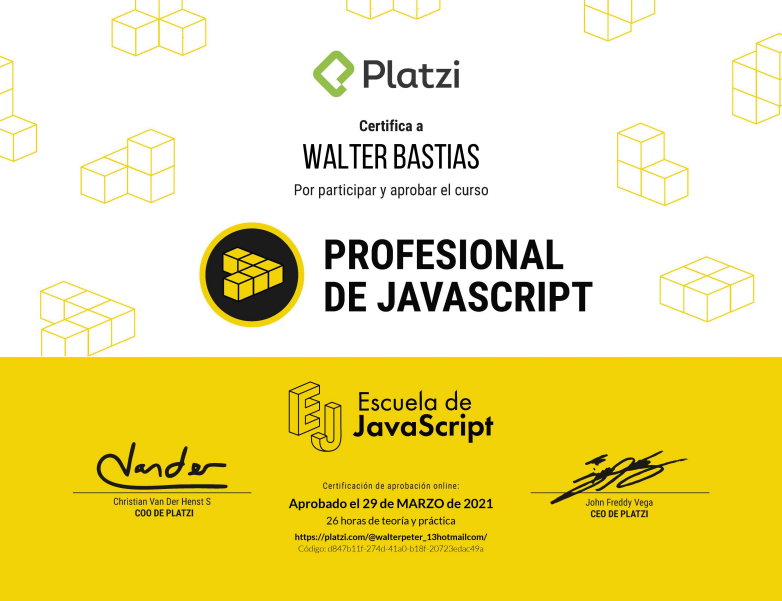 Platzi
Certifica a
WALTER BASTIAS
Por participar y aprobar el curso
PROFESIONAL
DE JAVASCRIPT
EJ
Escuela de
JavaScript
Vander
Christian Van Der Henst S
COO DE PLATZI
Certificación de aprobación online:
Aprobado el 29 de MARZO de 2021
26 horas de teoría y práctica
https://platzi.com/@walterpeter_13hotmailcom/
Código: d847b11f-274d-41a0-b18f-20723edac49a
John Freddy Vega
CEO DE PLATZI